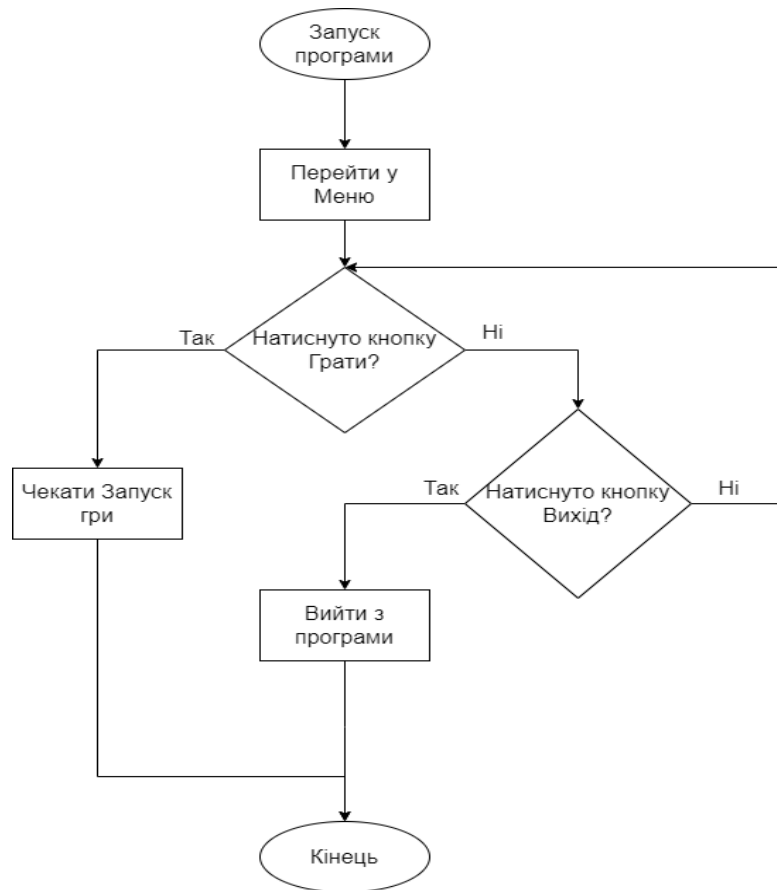 Запуск
програми
Перейти у
Меню
Так
Натиснуто кнопку
Грати?
Ні
Чекати Запуск
гри
Так
Натиснуто кнопку
Вихід?
Ні
Вийти з
програми
Кінець